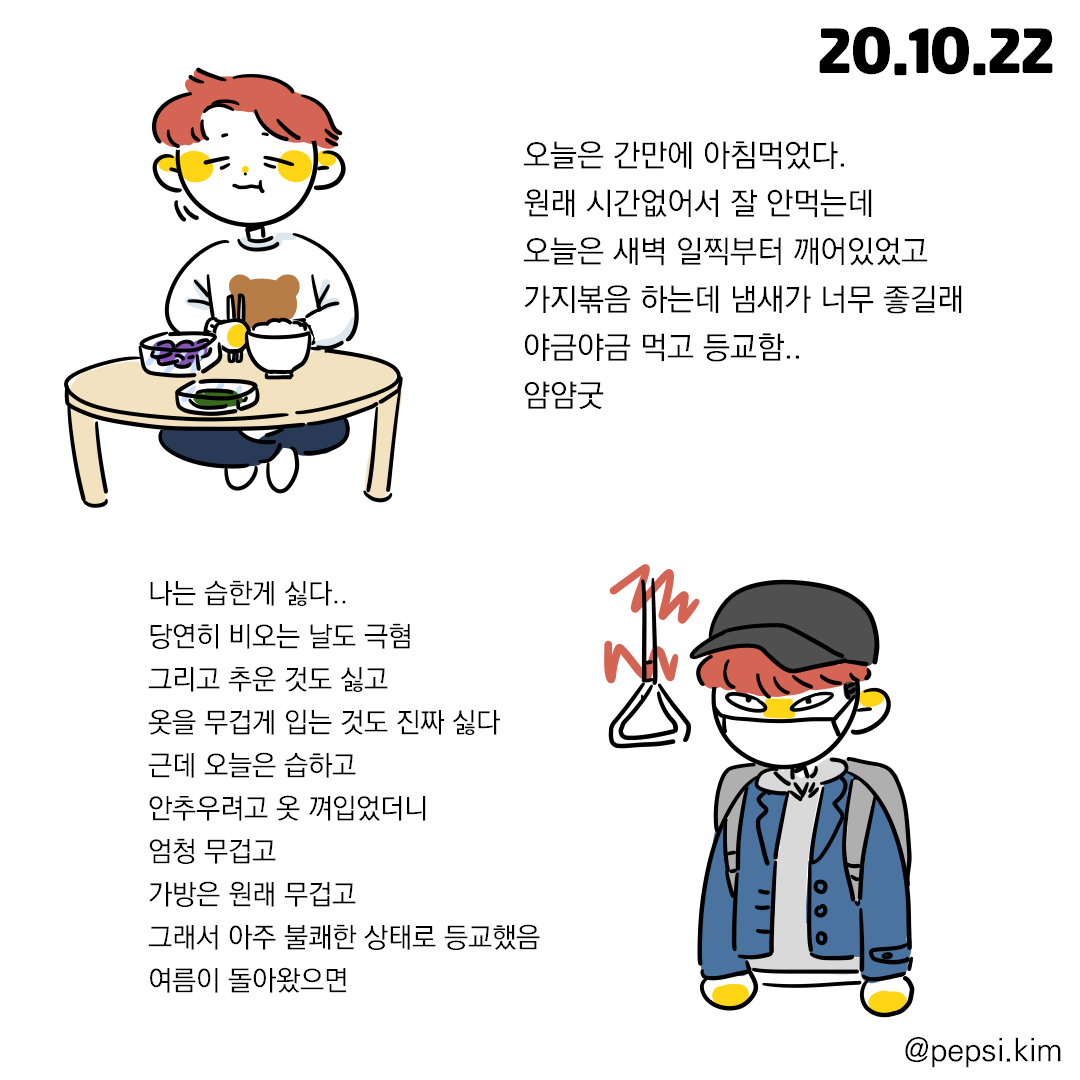 20.10.22
오늘은 간만에 아침먹었다.
원래 시간없어서 잘 안먹는데
오늘은 새벽 일찍부터 깨어있었고
가지볶음 하는데 냄새가 너무 좋길래
야금야금 먹고 등교함..
얌얌굿
나는 습한게 싫다..
당연히 비오는 날도 극혐
그리고 추운 것도 싫고
옷을 무겁게 입는 것도 진짜 싫다
근데 오늘은 습하고
안추우려고 옷 껴입었더니
엄청 무겁고
가방은 원래 무겁고
그래서 아주 불쾌한 상태로 등교했음
여름이 돌아왔으면
@pepsi.kim